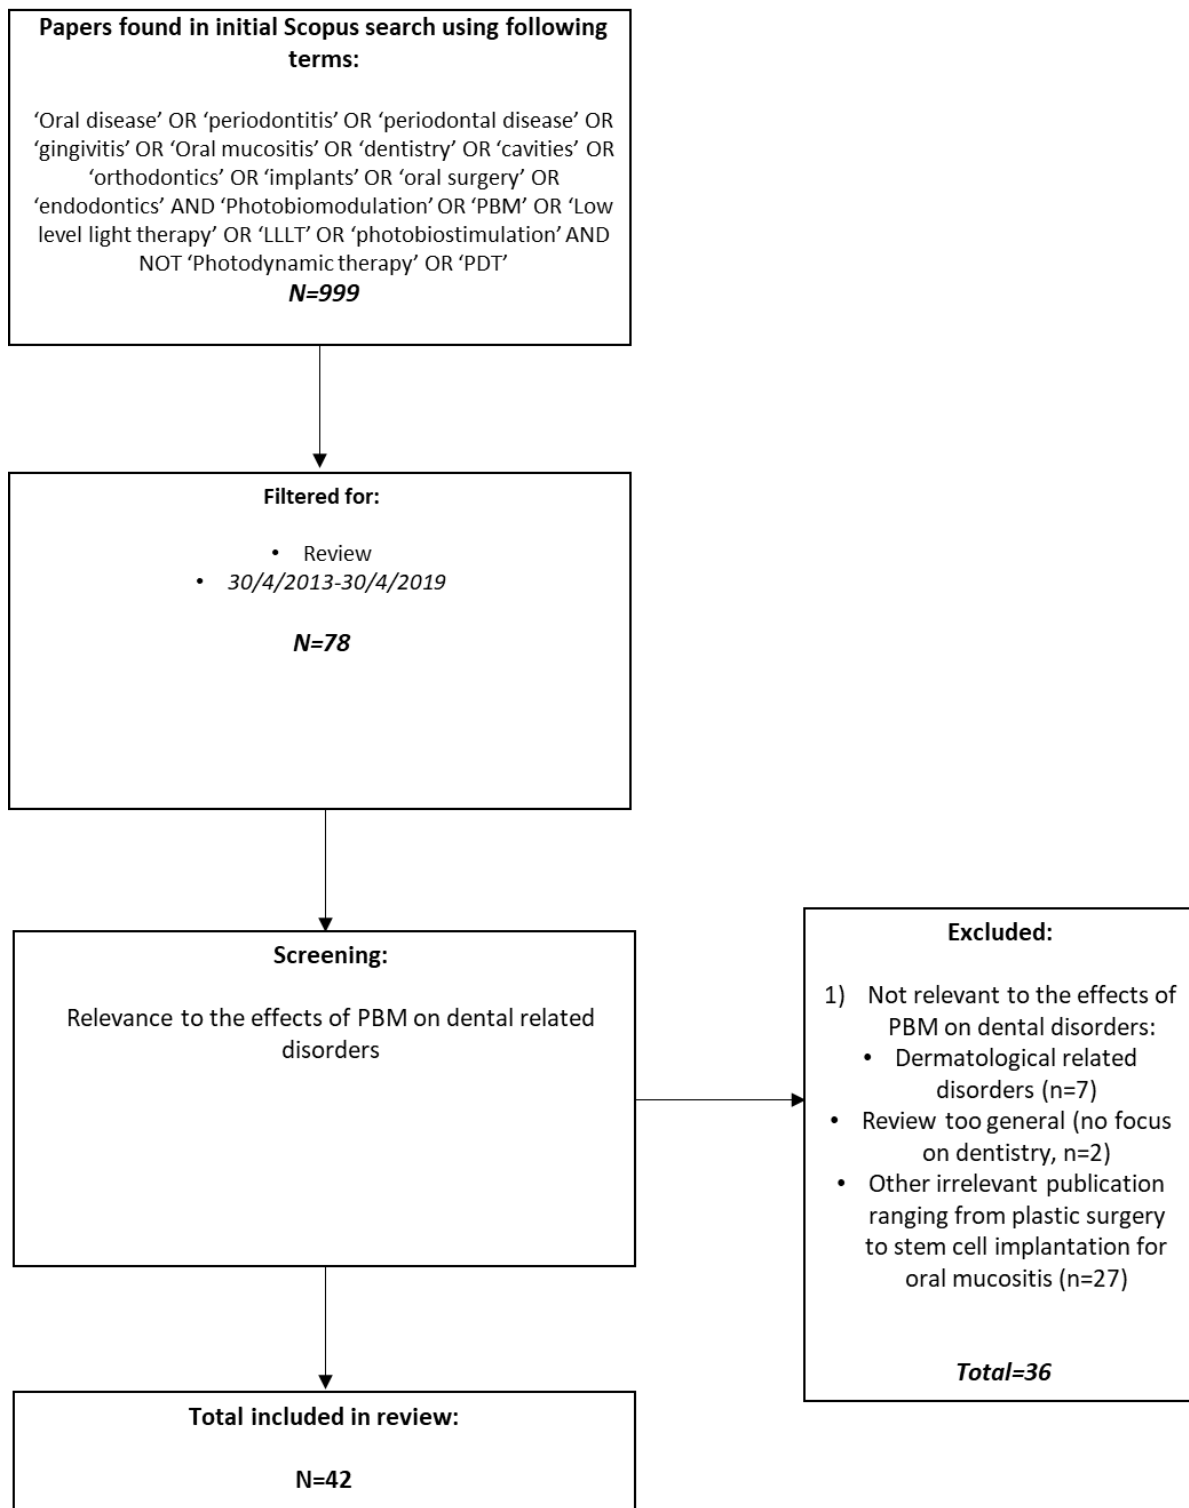 Papers found in initial Scopus search using following
terms:
‘Oral disease’ OR ‘periodontitis’ OR ‘periodontal disease’ OR
‘gingivitis’ OR ‘Oral mucositis’ OR ‘dentistry’ OR ‘cavities’ OR
‘orthodontics’ OR ‘implants’ OR ‘oral surgery’ OR
‘endodontics’ AND ‘Photobiomodulation’ OR ‘PBM’ OR ‘Low
level light therapy’ OR ‘LLLT’ OR ‘photobiostimulation’ AND
NOT ‘Photodynamic therapy’ OR ‘PDT’
N=999
Filtered for:
• Review
• 30/4/2013-30/4/2019
N=78
Screening:
Relevance to the effects of PBM on dental related
disorders
Excluded:
1) Not relevant to the effects of
PBM on dental disorders:
• Dermatological related
disorders (n=7)
• Review too general (no focus
on dentistry, n=2)
• Other irrelevant publication
ranging from plastic surgery
to stem cell implantation for
oral mucositis (n=27)
Total=36
Total included in review:
N=42